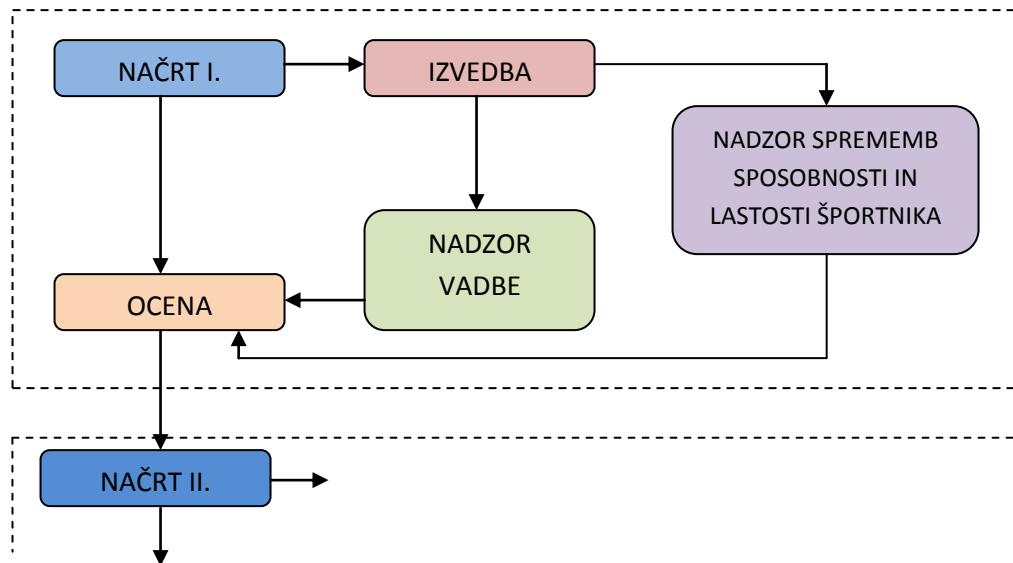 NAČRT I.
IZVEDBA
NADZOR SPREMEMB
SPOSOBNOSTI IN
LASTOSTI ŠPORTNIKA
NADZOR
VADBE
OCENA
NAČRT II.